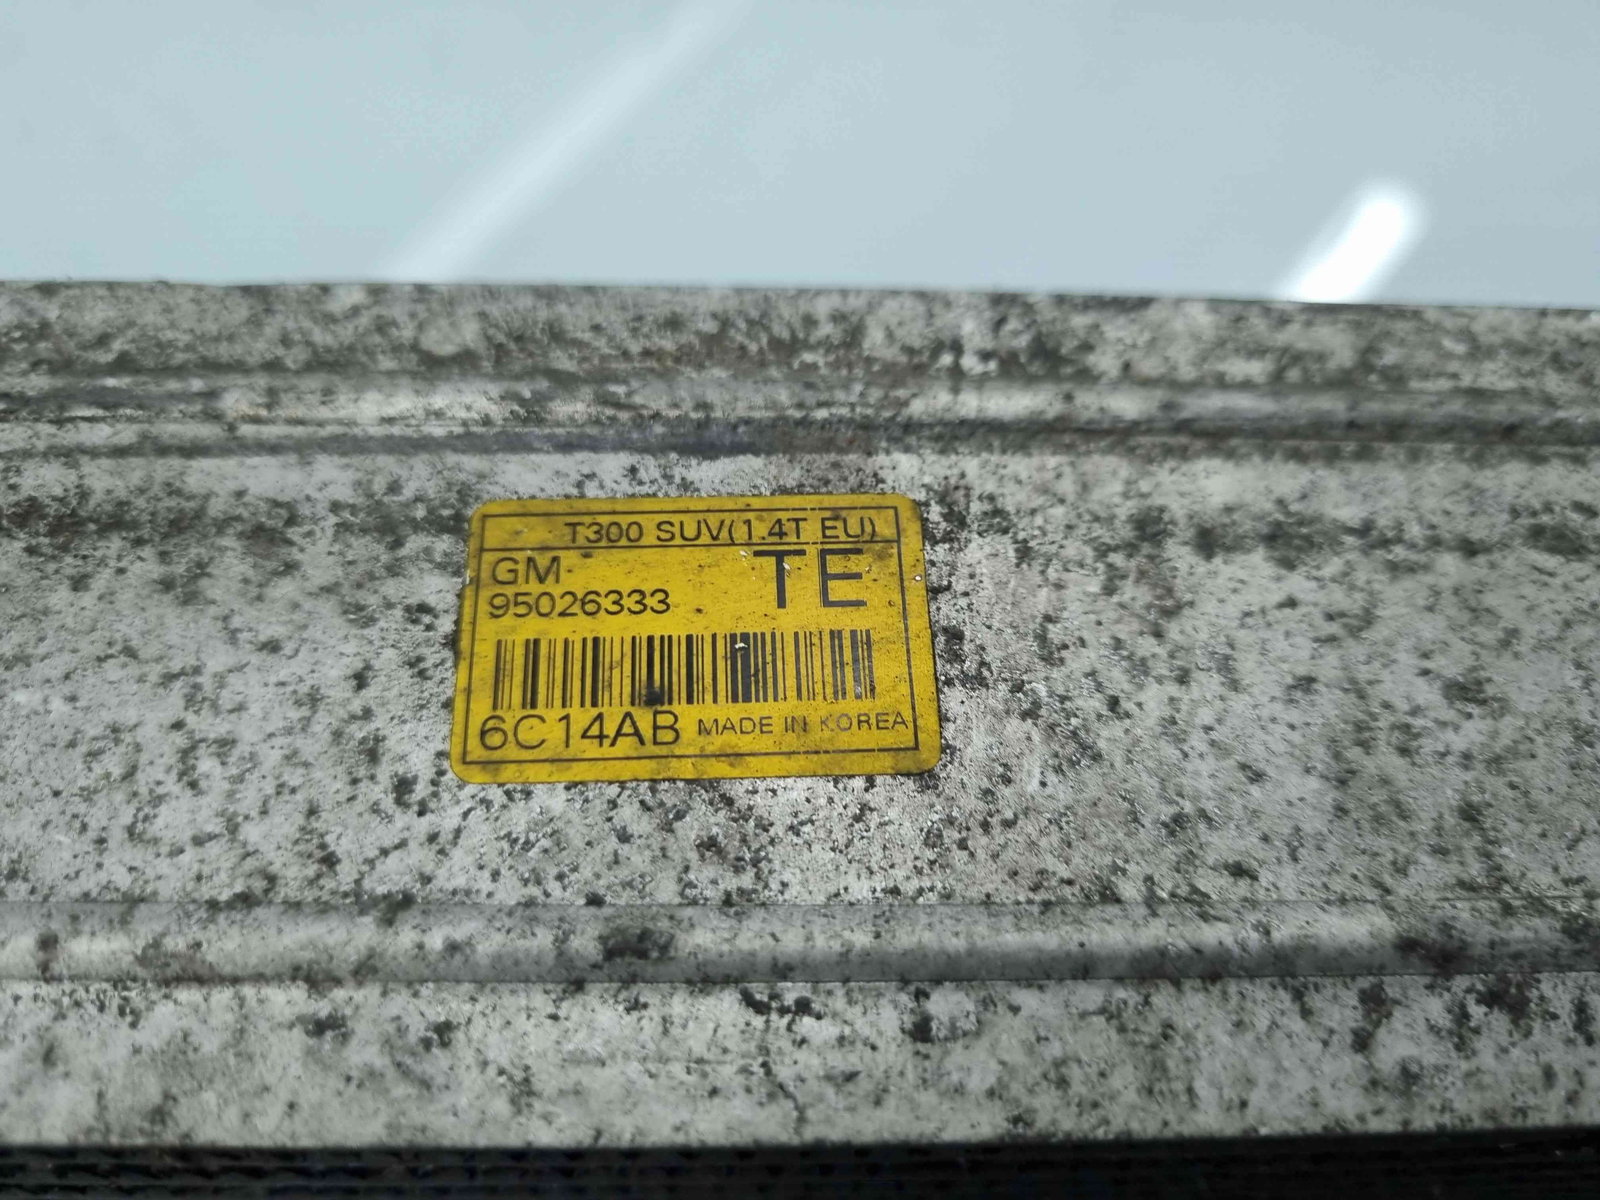 T300 SUV(1.4T EU)
GM TE
95026333
6C14AB MADE IN KOREA